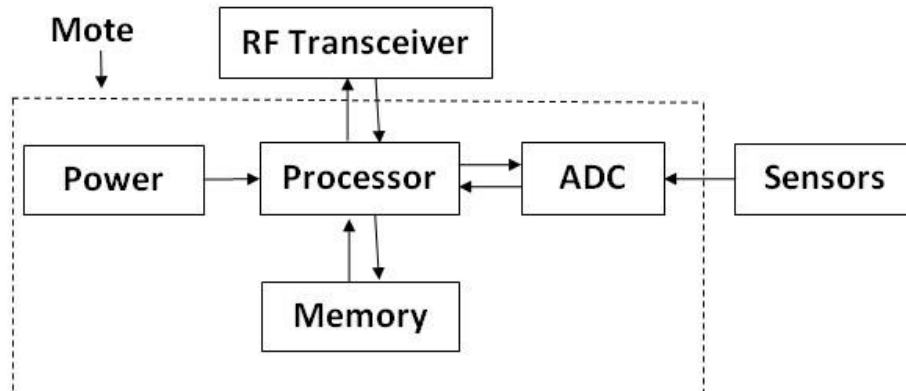 Mote
RF Transceiver
Power
Processor
ADC
Sensors
Memory